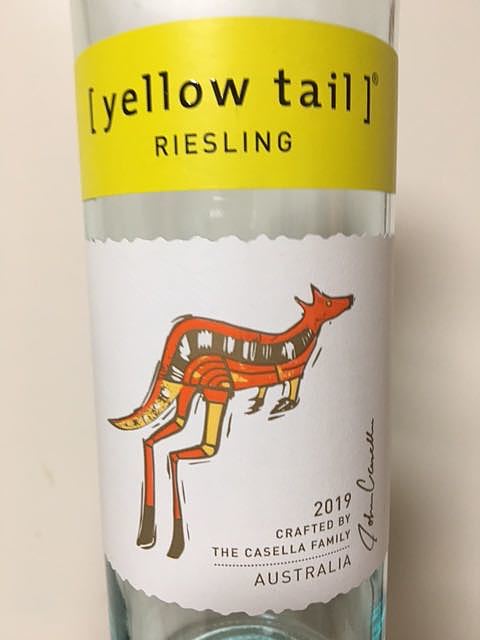 [ yellow tail ]®
RIESLING
2019
CRAFTED BY
THE CASELLA FAMILY
AUSTRALIA
John Casella